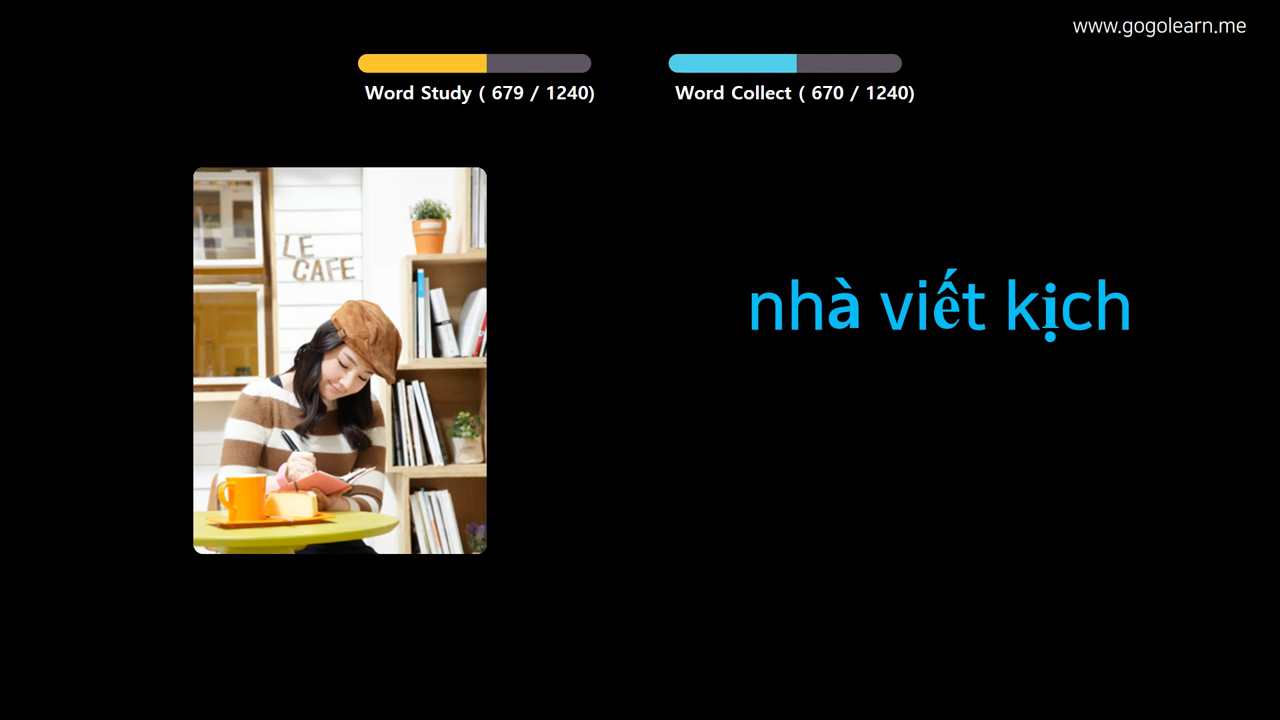 www.gogolearn.me
Word Study ( 679 / 1240)
Word Collect ( 670 / 1240)
LE
CAFE
nhà viết kịch